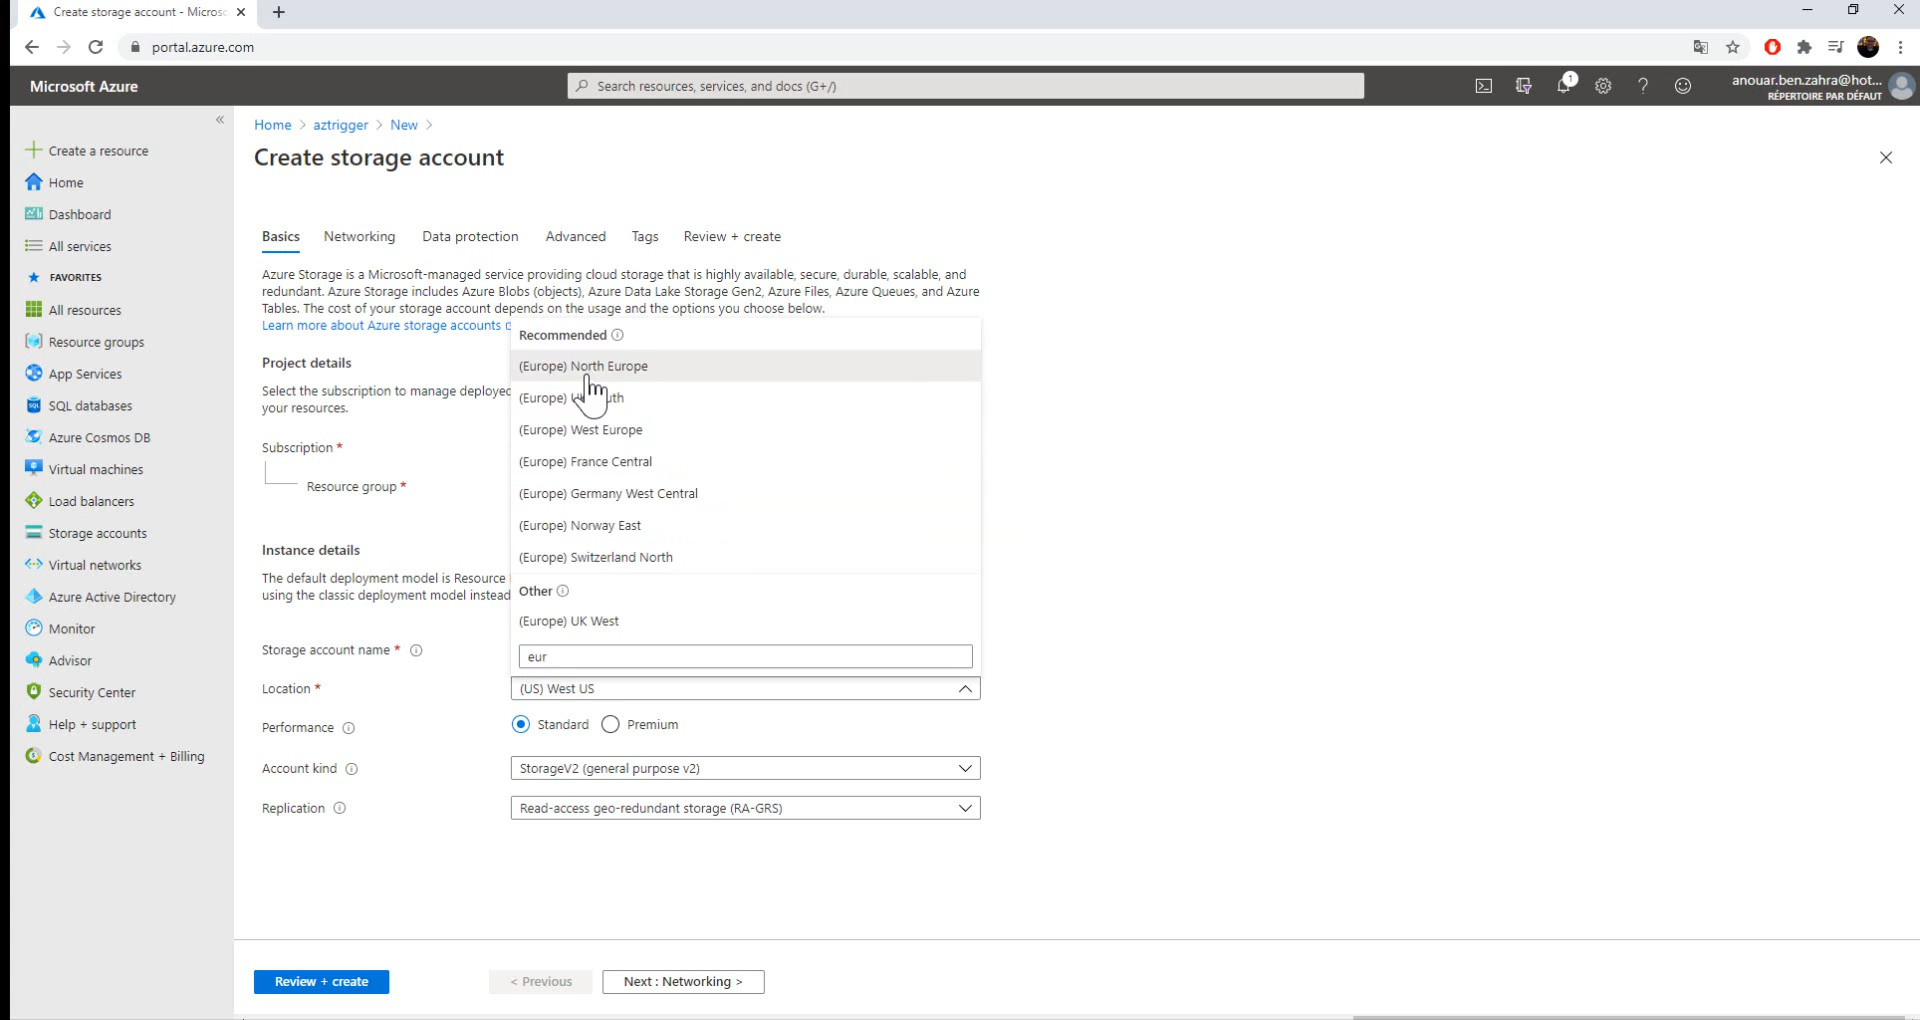 Create storage account - Micros
portal.azure.com
Microsoft Azure
Search resources, services, and docs (G+/)
1
anouar.ben.zahra@hot...
RÉPERTOIRE PAR DÉFAUT
Create a resource
Home
Dashboard
All services
FAVORITES
All resources
Resource groups
App Services
SQL databases
Azure Cosmos DB
Virtual machines
Load balancers
Storage accounts
Virtual networks
Azure Active Directory
Monitor
Advisor
Security Center
Help + support
Cost Management + Billing
Home > aztrigger > New >
Create storage account
Basics Networking Data protection Advanced Tags Review + create
Azure Storage is a Microsoft-managed service providing cloud storage that is highly available, secure, durable, scalable, and
redundant. Azure Storage includes Azure Blobs (objects), Azure Data Lake Storage Gen2, Azure Files, Azure Queues, and Azure
Tables. The cost of your storage account depends on the usage and the options you choose below.
Learn more about Azure storage accounts
Project details
Select the subscription to manage deployed
your resources.
Subscription *
Resource group *
Instance details
The default deployment model is Resource
using the classic deployment model instead
Recommended
(Europe) North Europe
(Europe)
(Europe) West Europe
(Europe) France Central
(Europe) Germany West Central
(Europe) Norway East
(Europe) Switzerland North
Other
(Europe) UK West
eur
Storage account name *
Location *
(US) West US
Performance
Standard Premium
Account kind
StorageV2 (general purpose v2)
Replication
Read-access geo-redundant storage (RA-GRS)
Review + create
< Previous
Next : Networking >